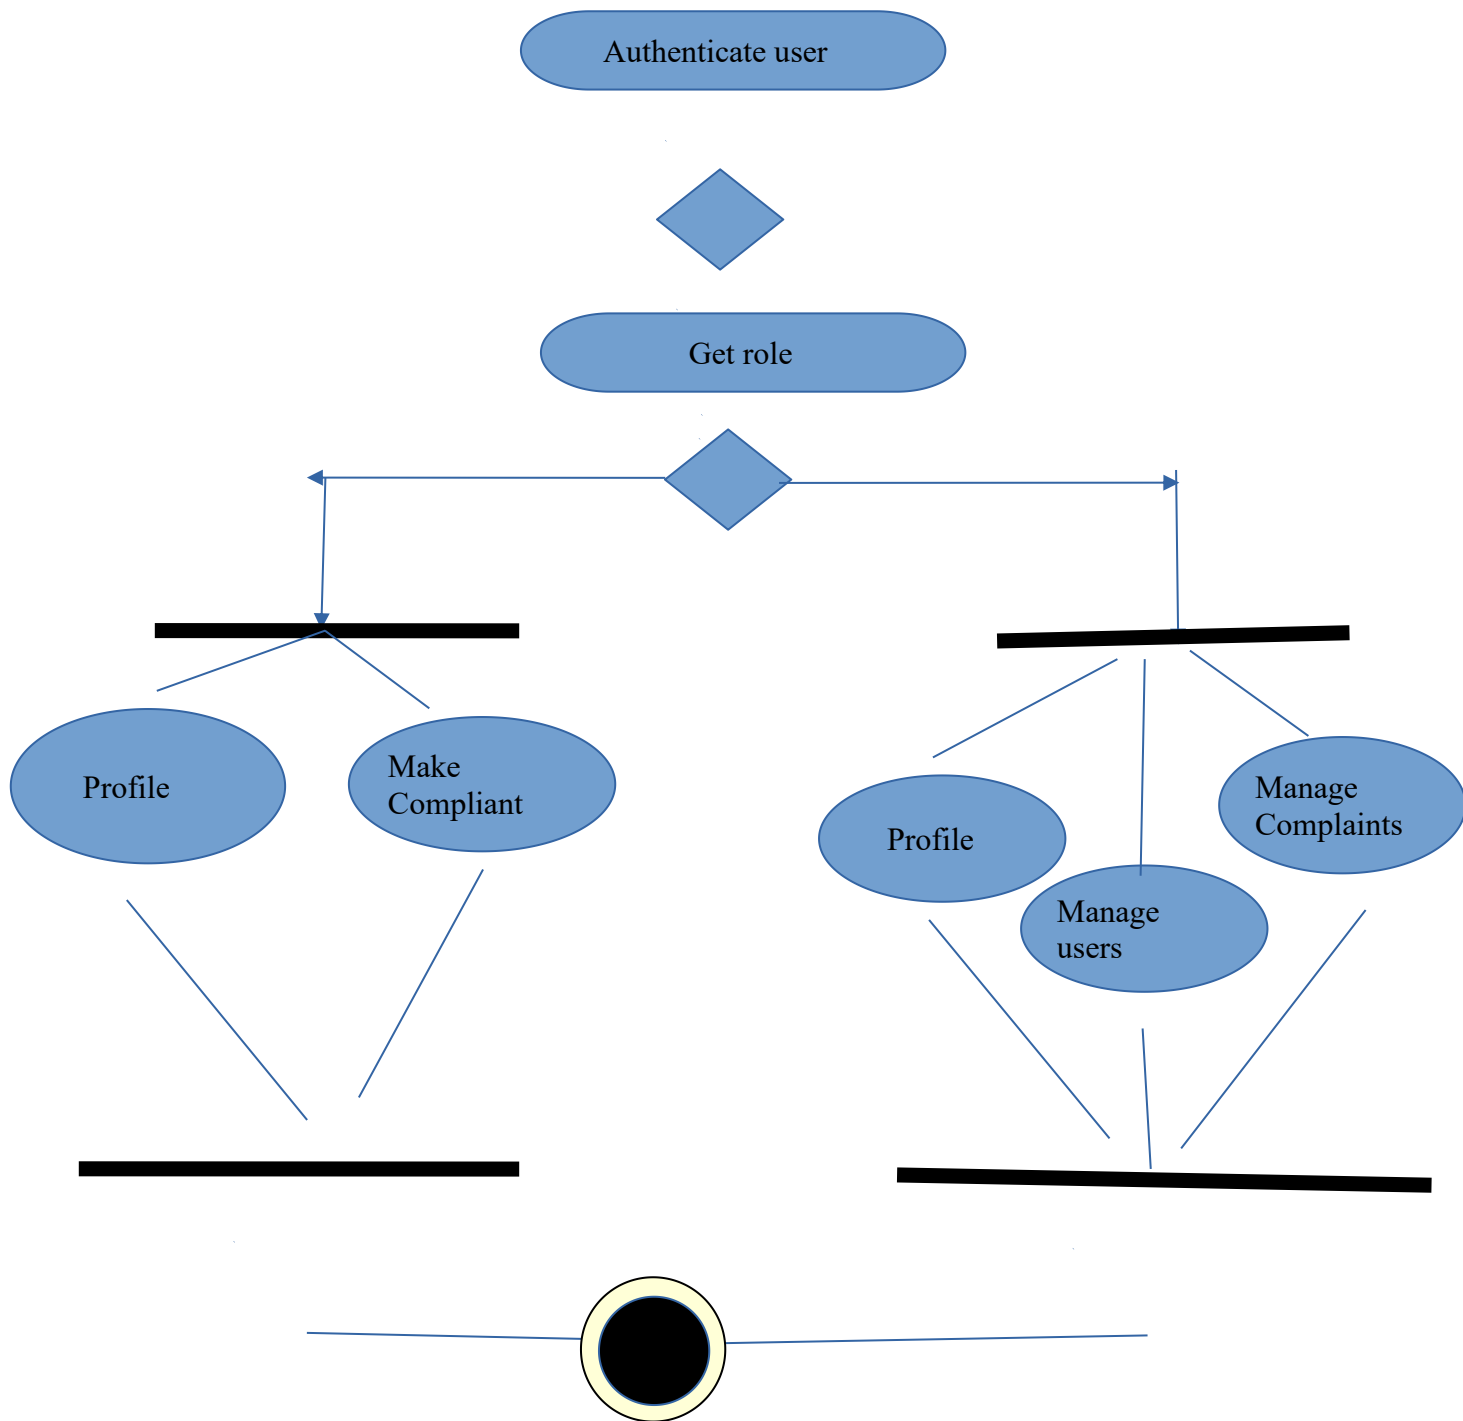 Authenticate user
Get role
Profile
Make
Compliant
Profile
Manage
users
Manage
Complaints